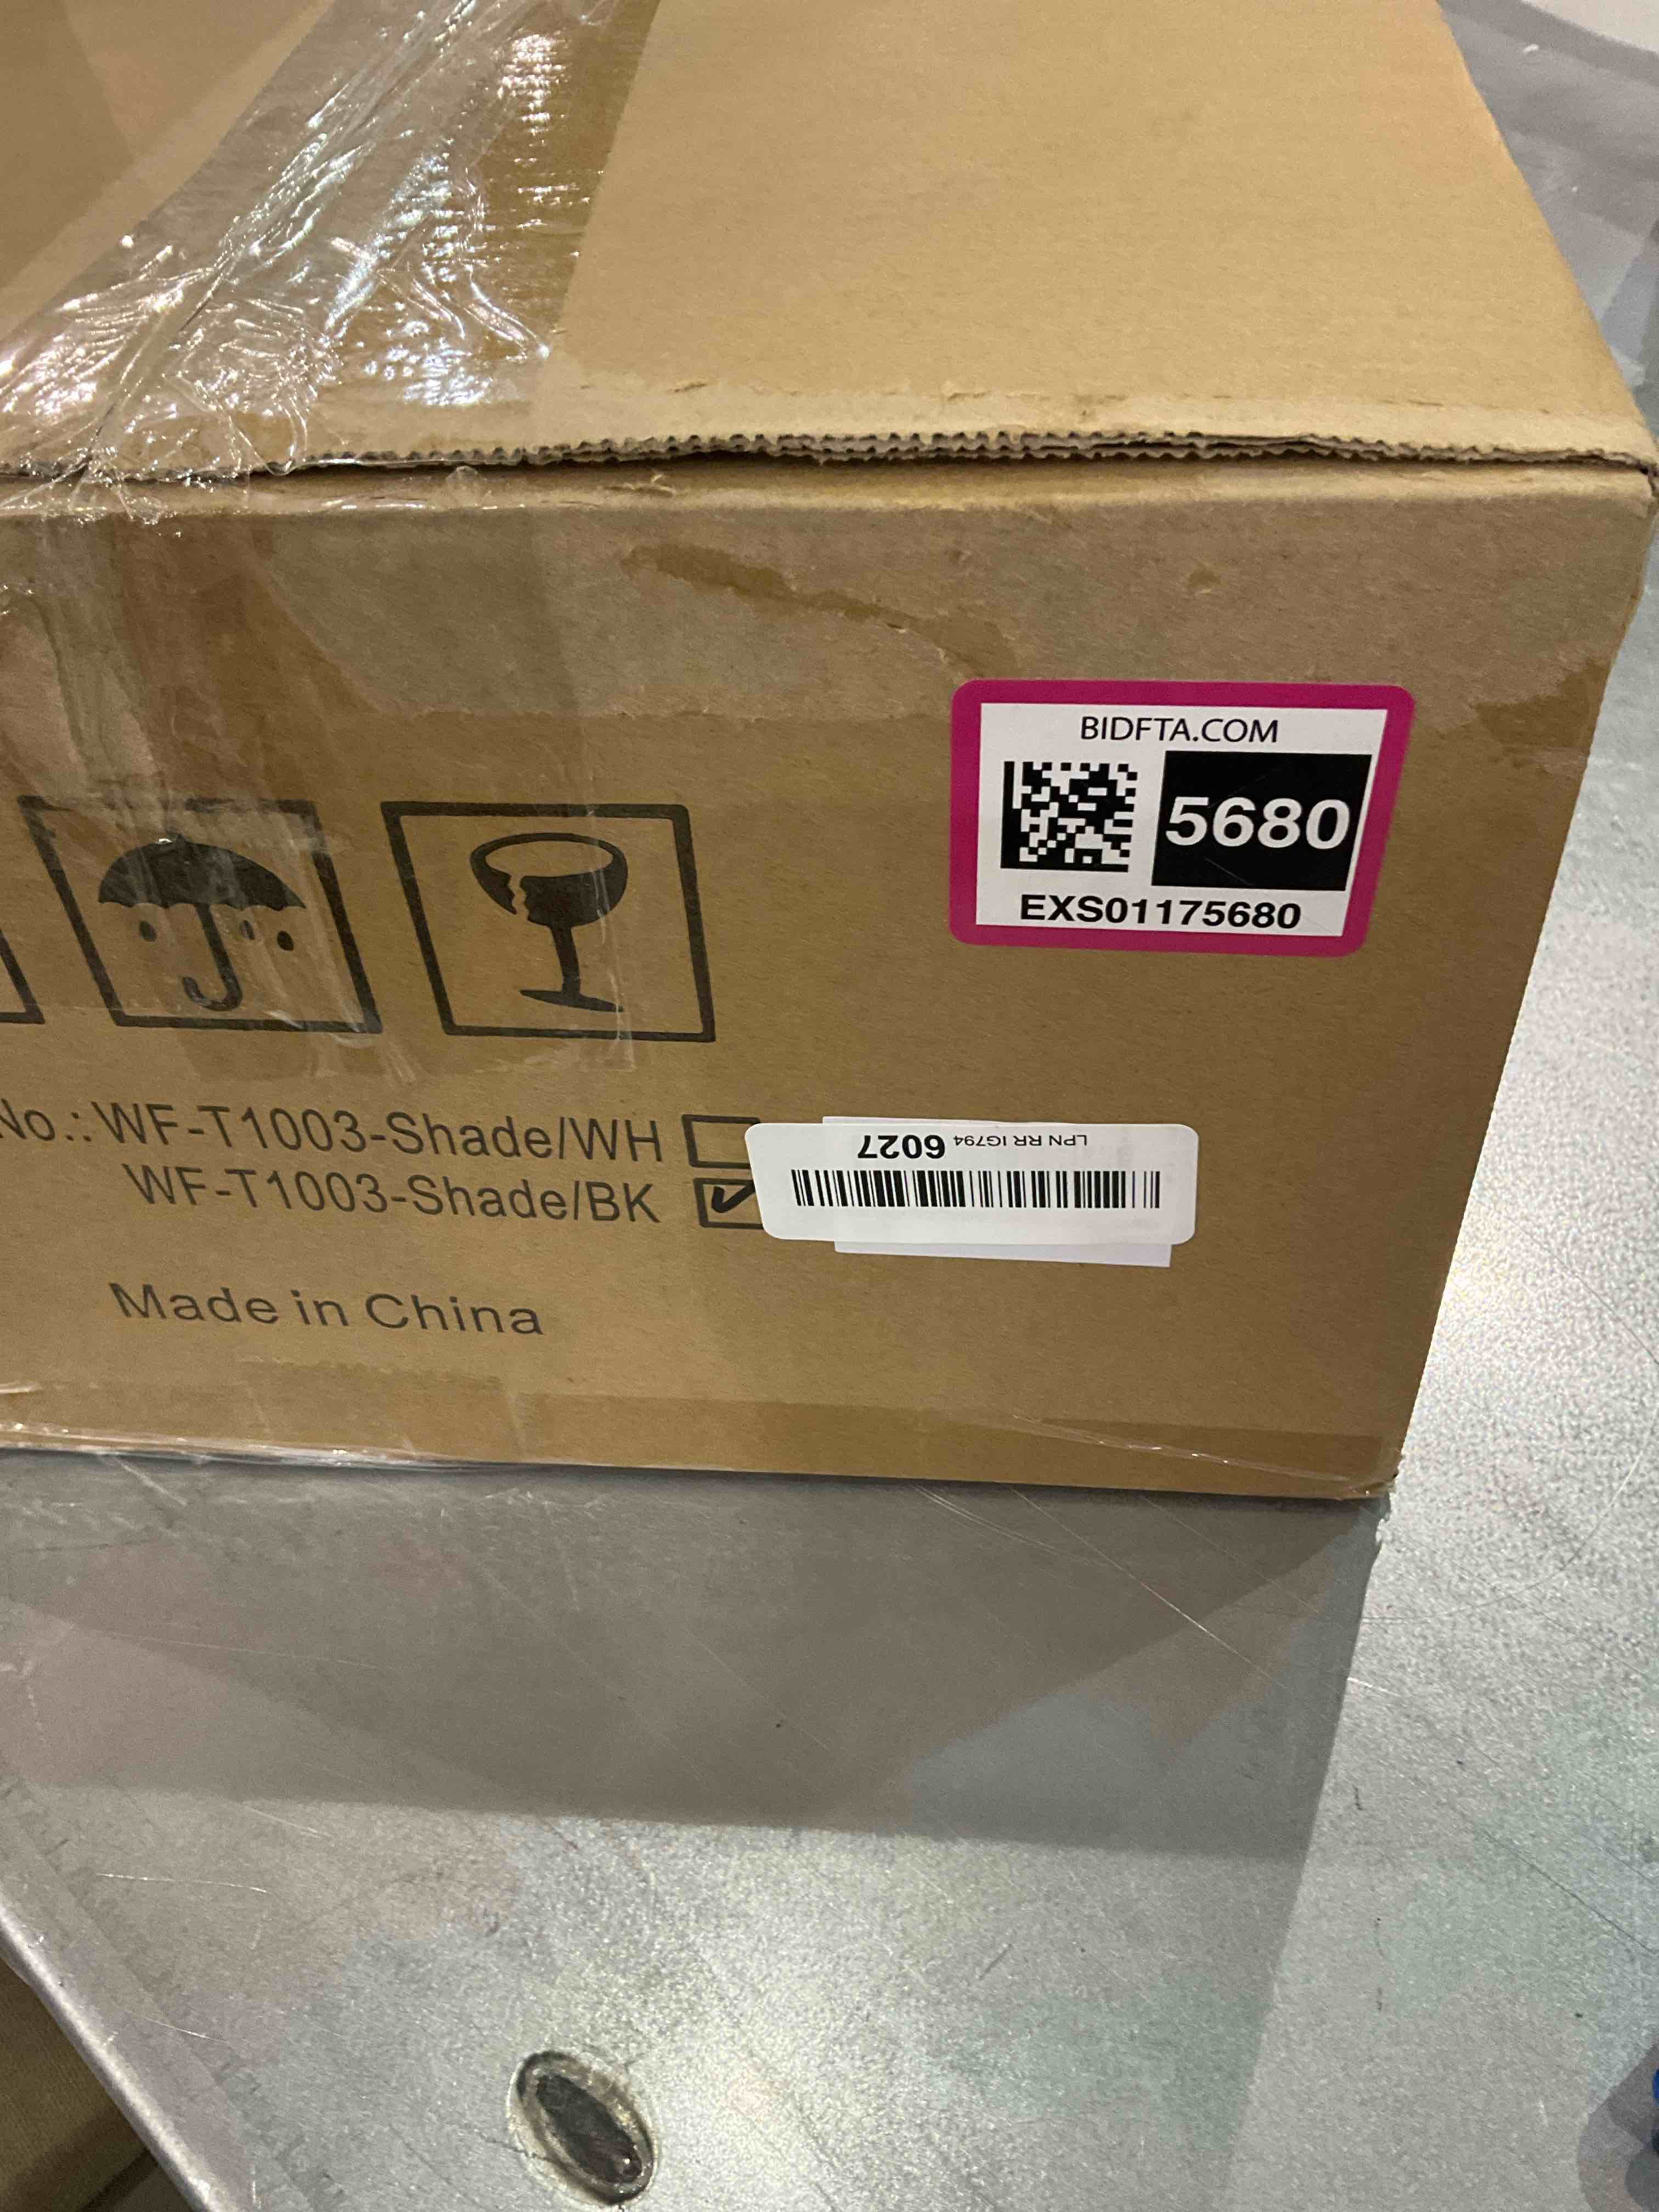 BIDFTA.COM
5680
EXS01175680
No.: WF-T1003-Shade/WH
WF-T1003-Shade/BK
LPN RR IG794 6027
Made in China